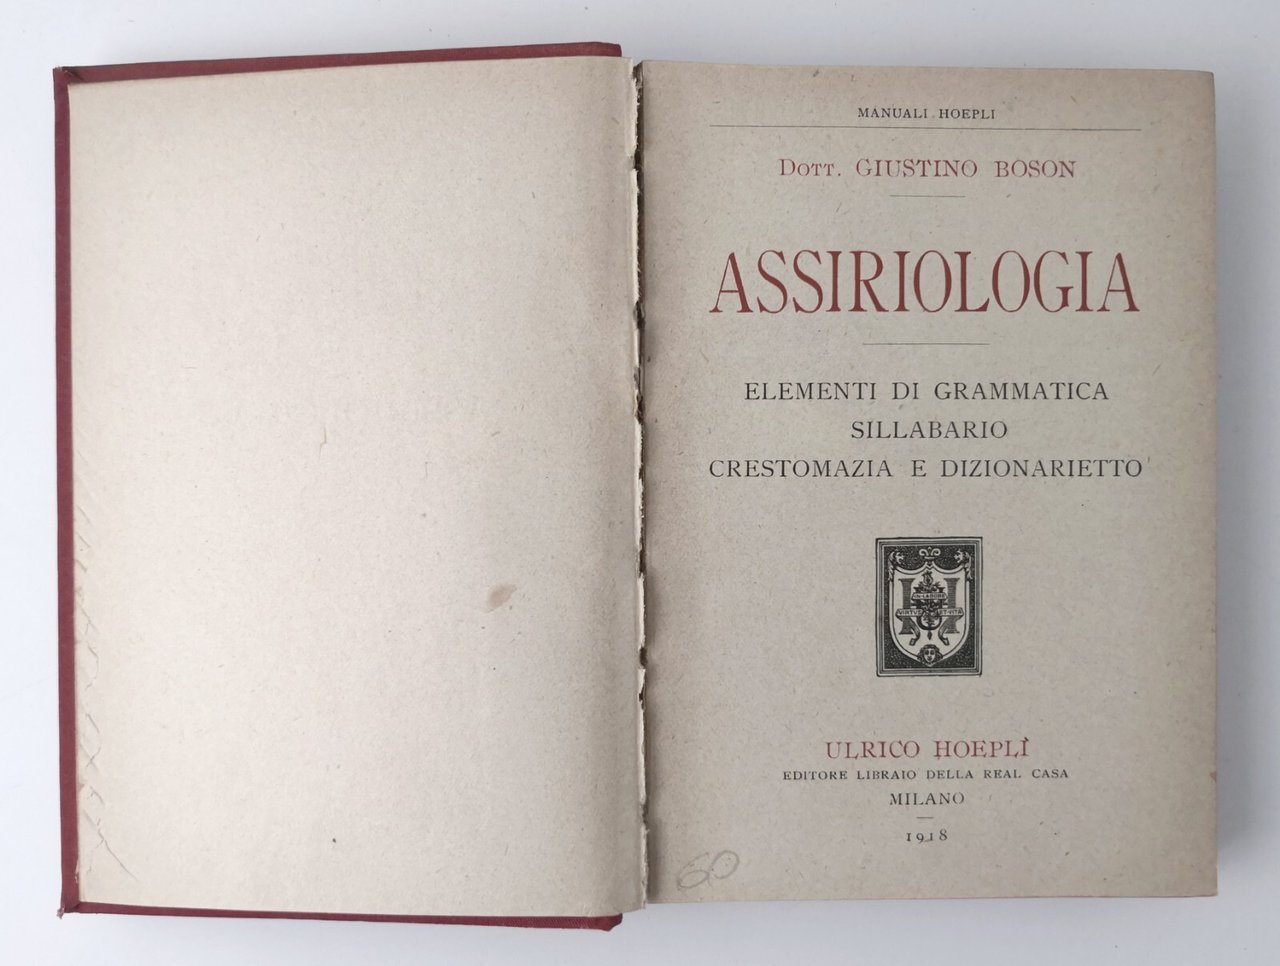 MANUALI HOEPLI
DOTT. GIUSTINO BOSON
ASSIRIOLOGIA
ELEMENTI DI GRAMMATICA
SILLABARIO
CRESTOMAZIA E DIZIONARIETTO
ULRICO HOEPLI
EDITORE LIBRAIO DELLA REAL CASA
MILANO
1918
60